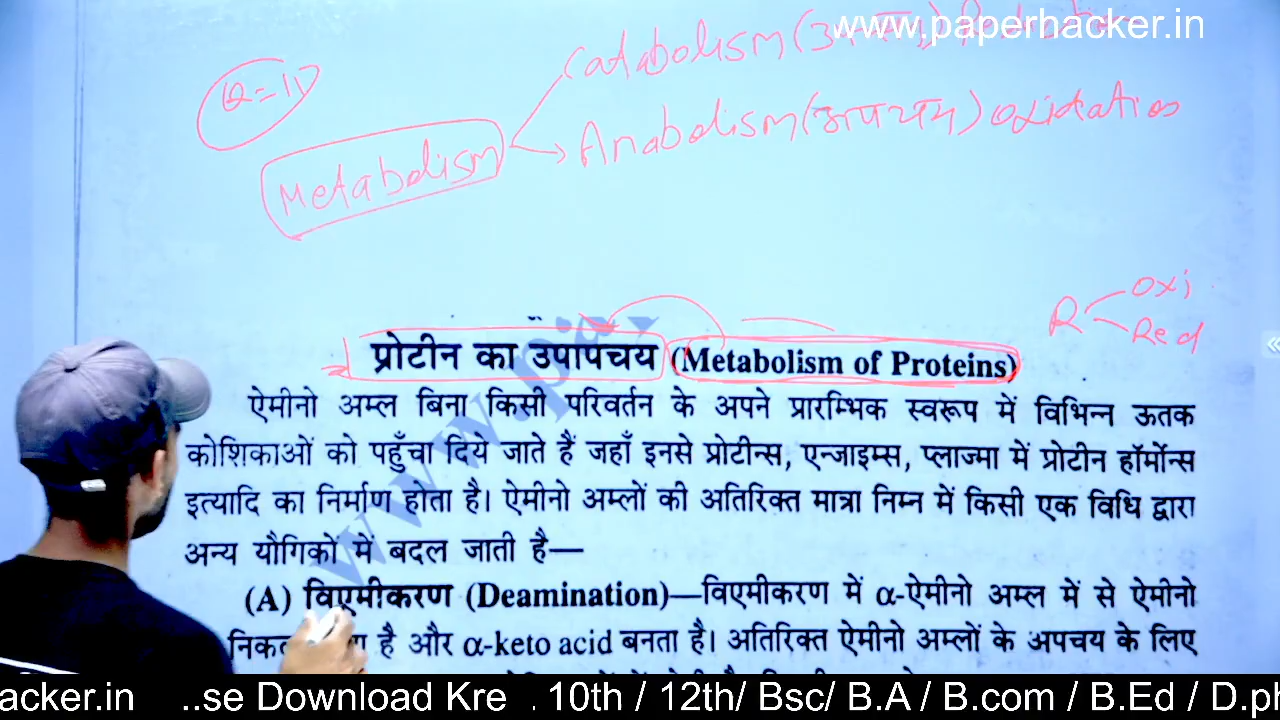 www.paperhacker.in
Q=1)
Catabolism (अपचय)
Metabolism
Anabolism (उपचय) oxidation
R
oxi
Red
प्रोटीन का उपापचय (Metabolism of Proteins)
ऐमीनो अम्ल बिना किसी परिवर्तन के अपने प्रारम्भिक स्वरूप में विभिन्न ऊतक
कोशिकाओं को पहुँचा दिये जाते हैं जहाँ इनसे प्रोटीन्स, एन्जाइम्स, प्लाज्मा में प्रोटीन हॉर्मोन्स
इत्यादि का निर्माण होता है। ऐमीनो अम्लों की अतिरिक्त मात्रा निम्न में किसी एक विधि द्वारा
अन्य यौगिकों में बदल जाती है—
(A) विएमीकरण (Deamination)—विएमीकरण में α-ऐमीनो अम्ल में से ऐमीनो
है और α-keto acid बनता है। अतिरिक्त ऐमीनो अम्लों के अपचय के लिए
hacker.in ..se Download Kre . 10th / 12th/ Bsc/ B.A / B.com / B.Ed / D.ph